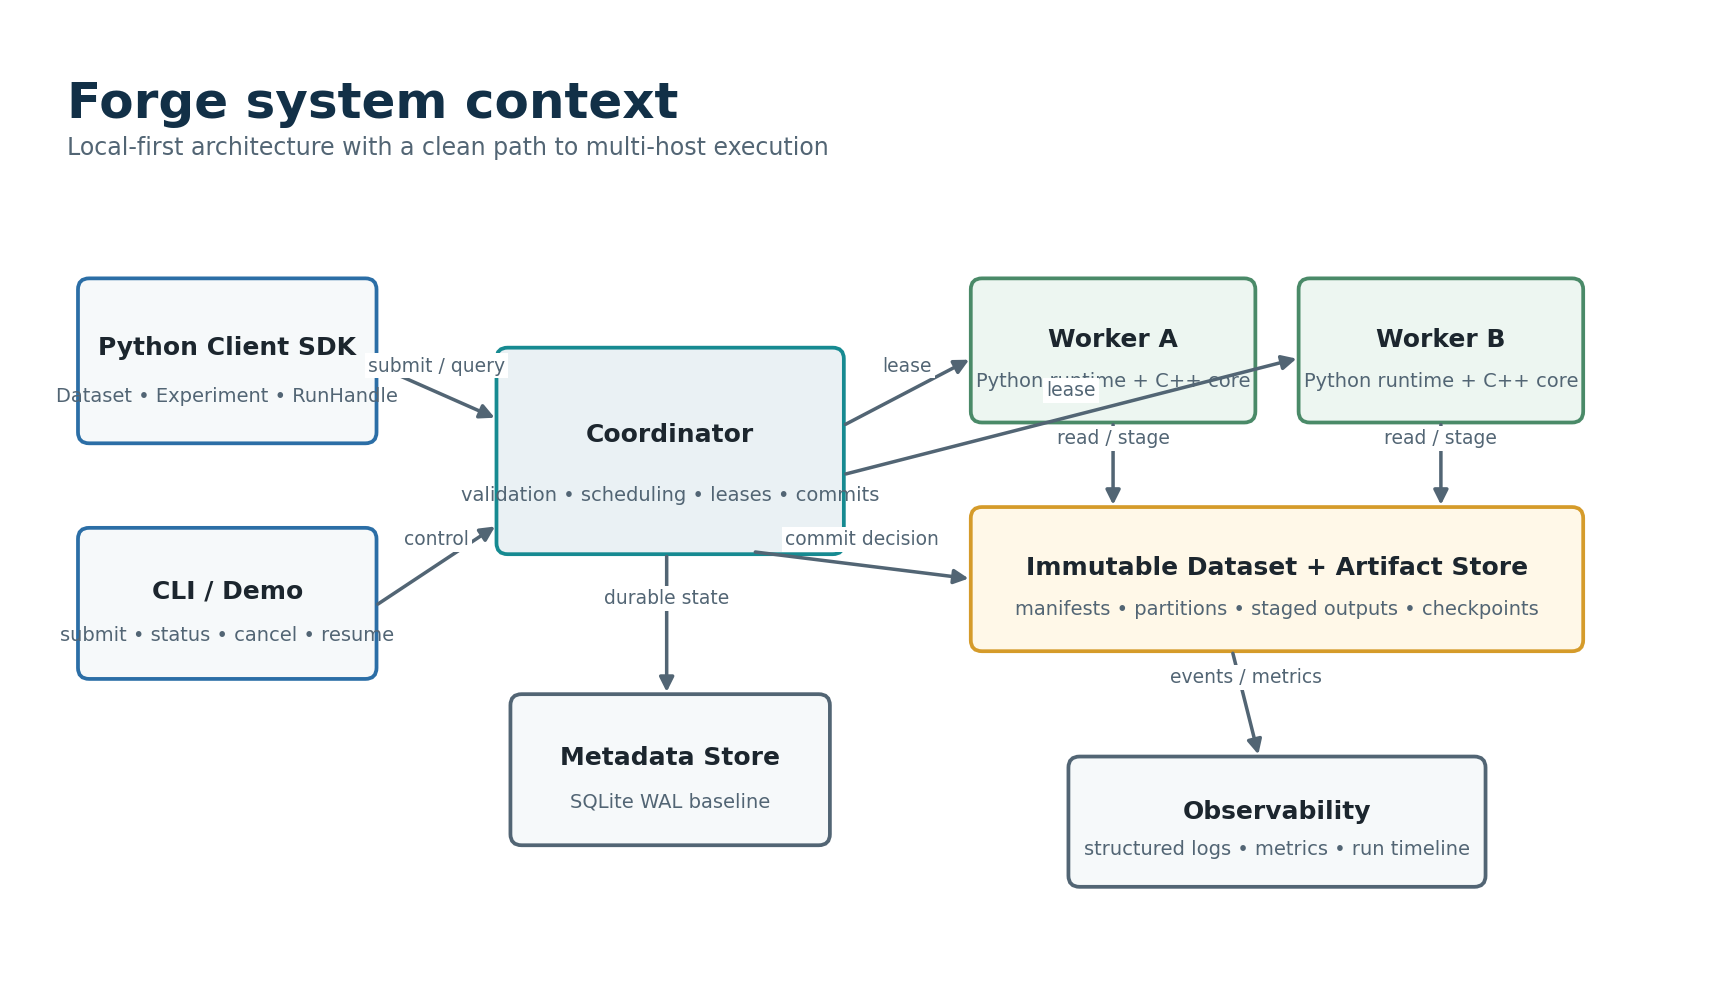 Forge system context
Local-first architecture with a clean path to multi-host execution
Python Client SDK
Dataset • Experiment • RunHandle
submit / query
CLI / Demo
submit • status • cancel • resume
control
Coordinator
validation • scheduling • leases • commits
lease
lease
commit decision
durable state
Metadata Store
SQLite WAL baseline
Worker A
Python runtime + C++ core
Worker B
Python runtime + C++ core
read / stage
read / stage
Immutable Dataset + Artifact Store
manifests • partitions • staged outputs • checkpoints
events / metrics
Observability
structured logs • metrics • run timeline